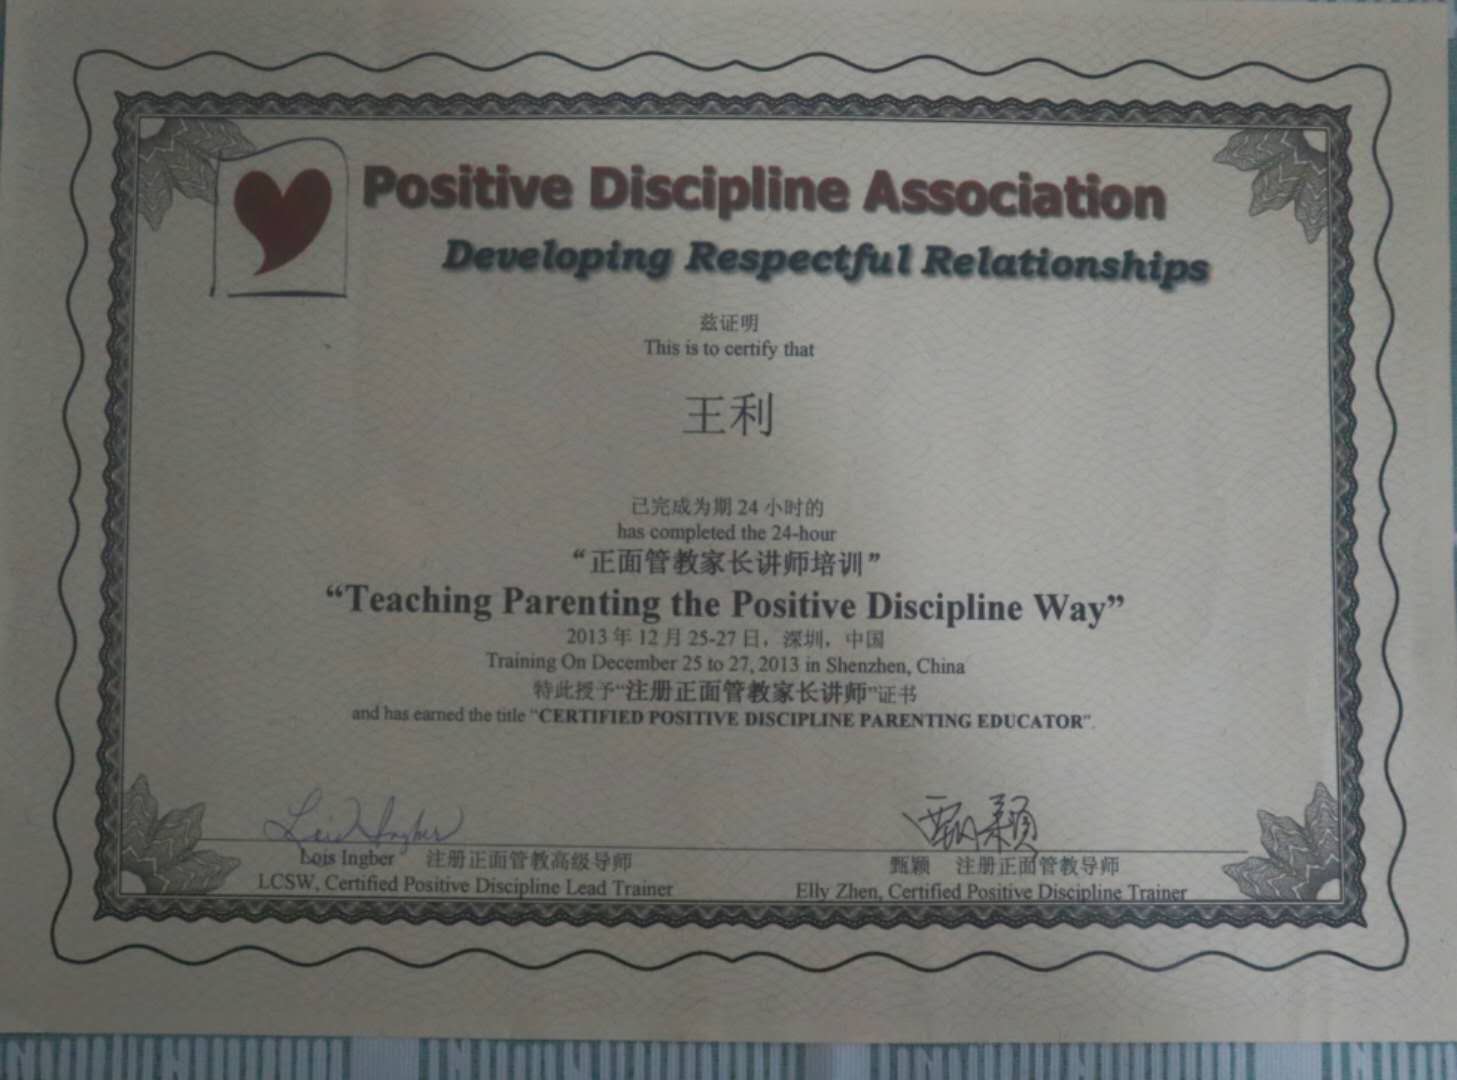 Positive Discipline Association
Developing Respectful Relationships
兹证明
This is to certify that
王利
已完成为期 24 小时的
has completed the 24-hour
“正面管教家长讲师培训”
“Teaching Parenting the Positive Discipline Way”
2013 年 12 月 25-27 日，深圳，中国
Training On December 25 to 27, 2013 in Shenzhen, China
特此授予“注册正面管教家长讲师”证书
and has earned the title “CERTIFIED POSITIVE DISCIPLINE PARENTING EDUCATOR”.
Lois Ingber 甄颖
Lois Ingber 注册正面管教高级导师 甄颖 注册正面管教导师
LCSW, Certified Positive Discipline Lead Trainer Elly Zhen, Certified Positive Discipline Trainer